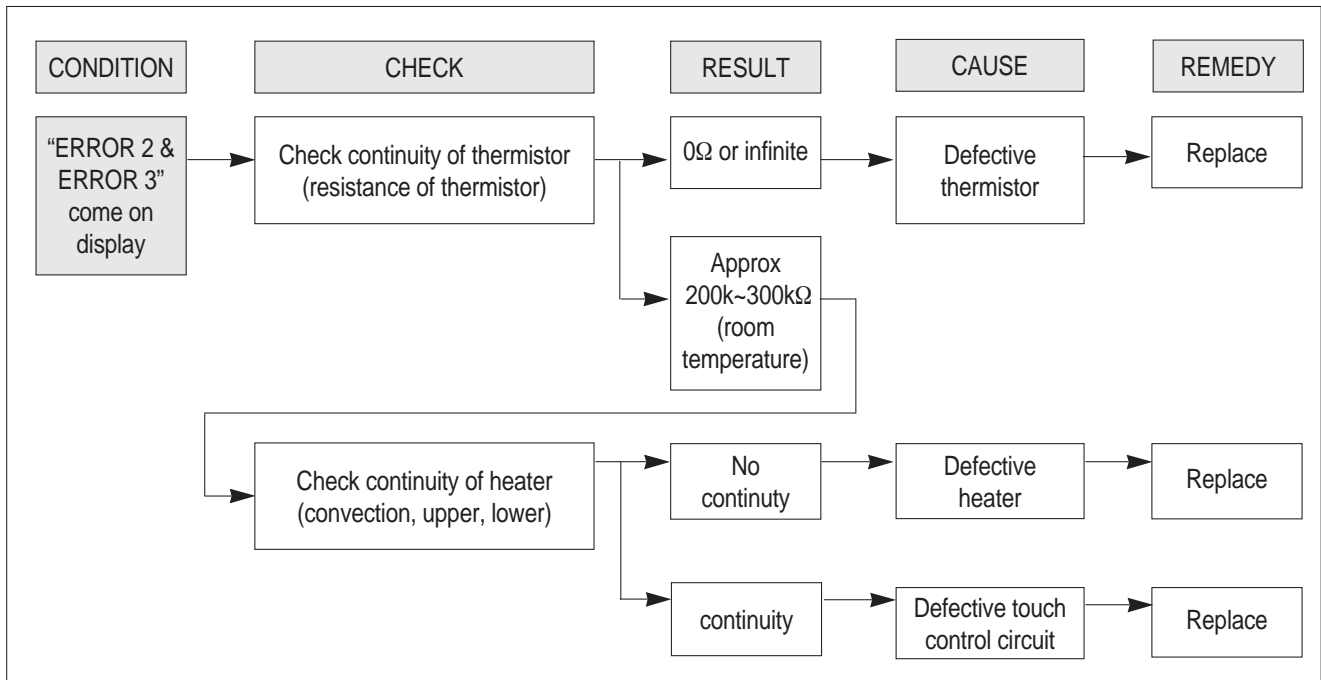 CONDITION
CHECK
RESULT
CAUSE
REMEDY
“ERROR 2 &
ERROR 3”
come on
display
Check continuity of thermistor
(resistance of thermistor)
0Ω or infinite
Defective
thermistor
Replace
Approx
200k~300kΩ
(room
temperature)
Check continuity of heater
(convection, upper, lower)
No
continuty
Defective
heater
Replace
continuity
Defective touch
control circuit
Replace